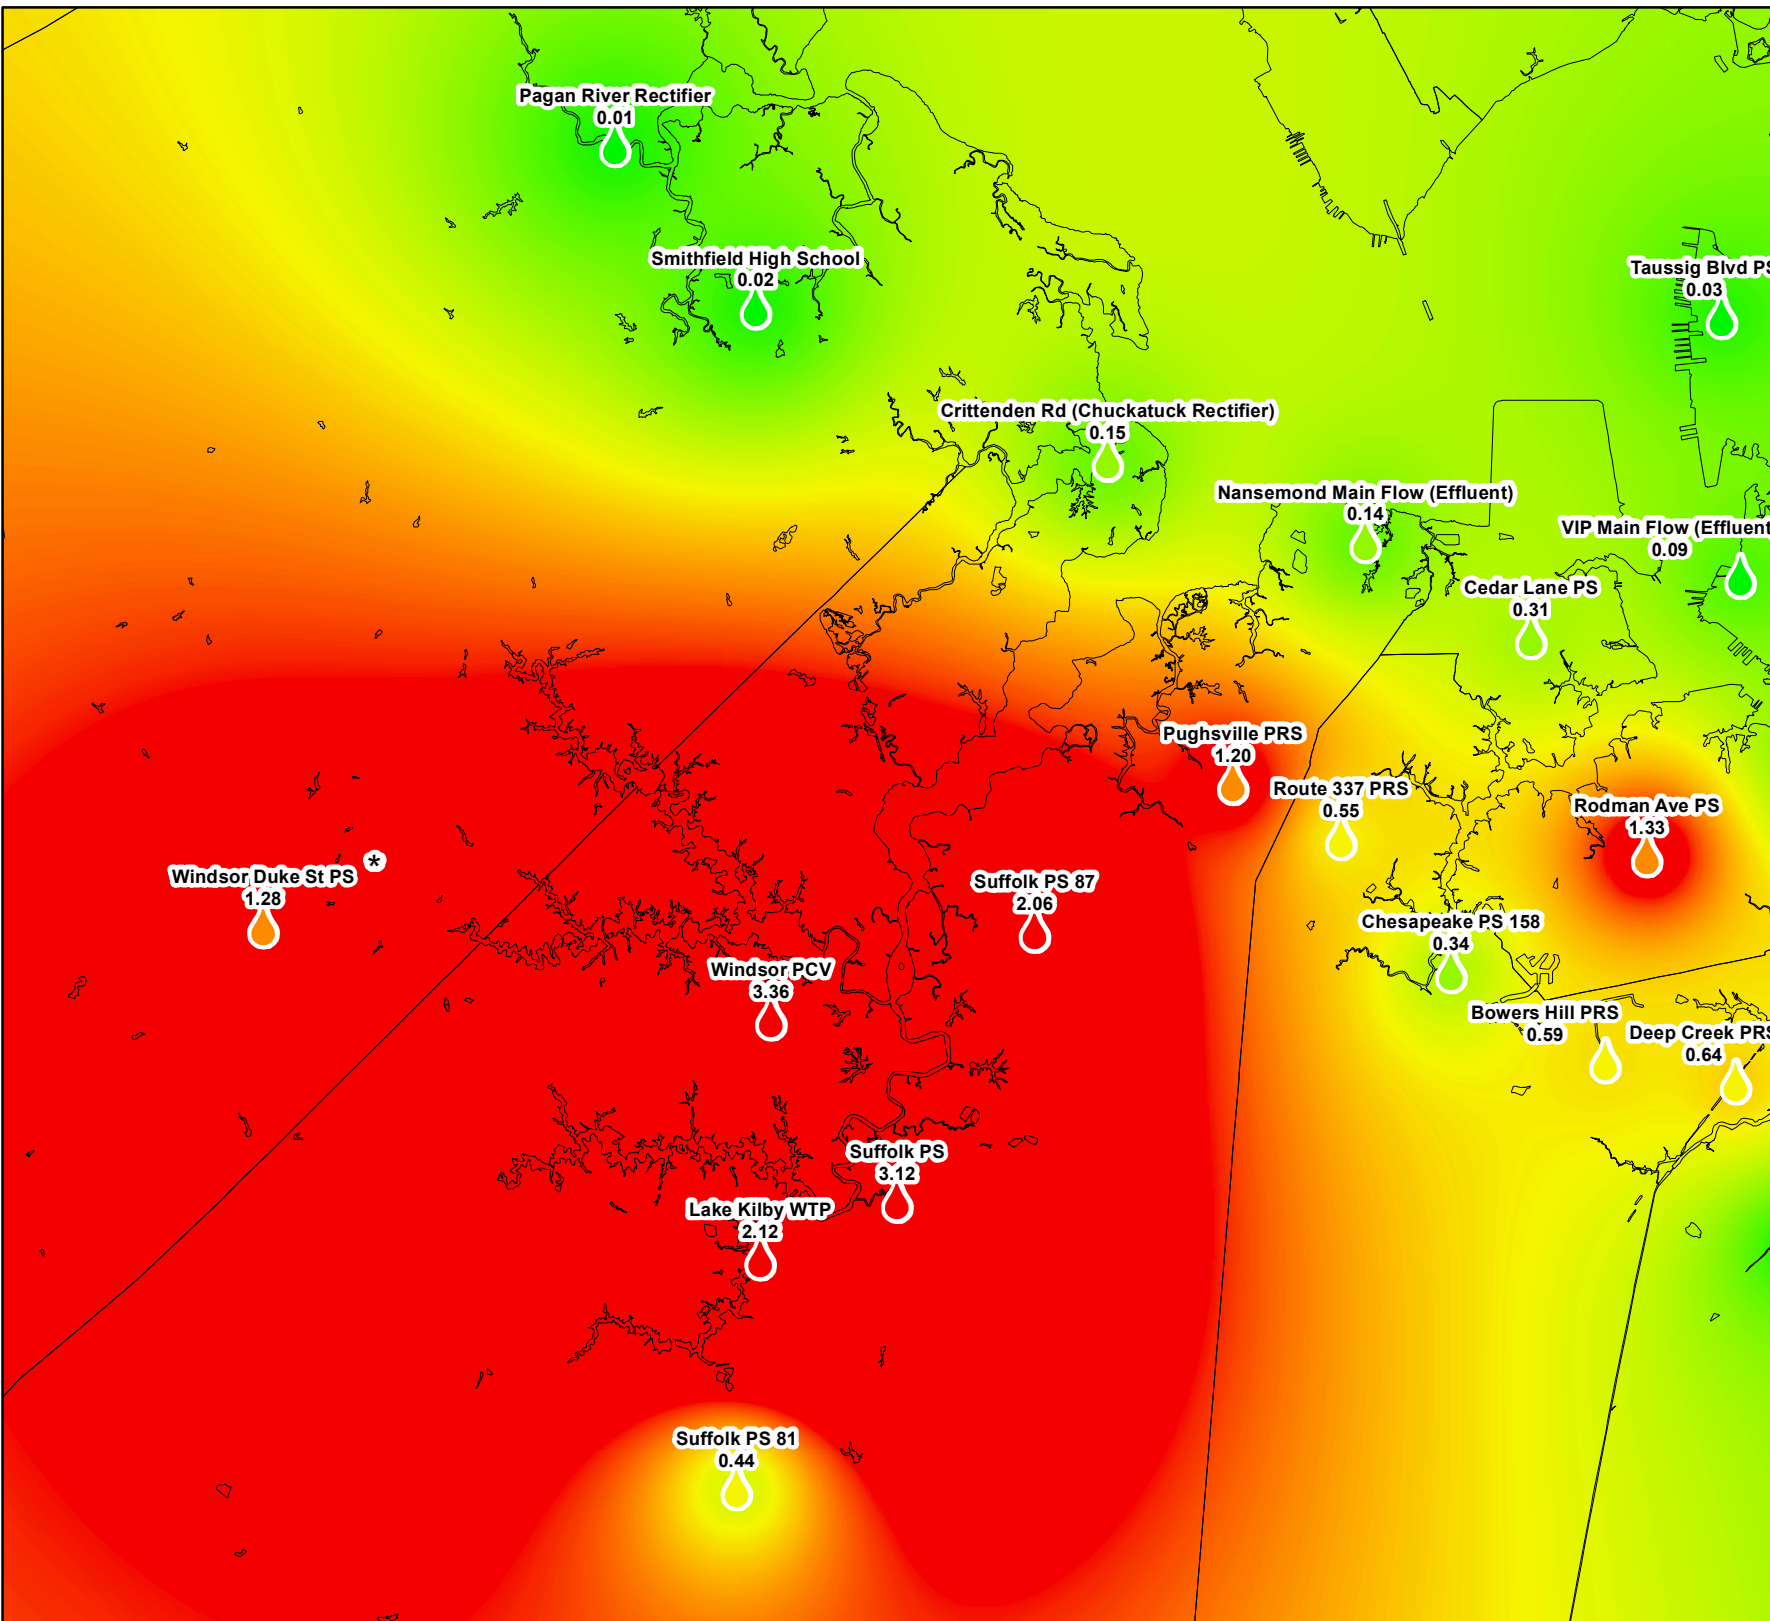 Pagan River Rectifier
0.01
Smithfield High School
0.02
Taussig Blvd PS
0.03
Crittenden Rd (Chuckatuck Rectifier)
0.15
Nansemond Main Flow (Effluent)
0.14
VIP Main Flow (Effluent
0.09
Cedar Lane PS
0.31
Pughsville PRS
1.20
Route 337 PRS
0.55
Rodman Ave PS
1.33
Windsor Duke St PS *
1.28
Suffolk PS 87
2.06
Chesapeake PS 158
0.34
Windsor PCV
3.36
Bowers Hill PRS
0.59
Deep Creek PRS
0.64
Suffolk PS
3.12
Lake Kilby WTP
2.12
Suffolk PS 81
0.44